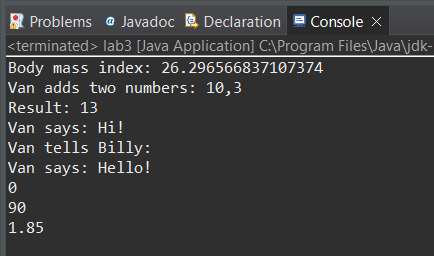 Problems Javadoc Declaration Console
<terminated> lab3 [Java Application] C:\Program Files\Java\jdk-
Body mass index: 26.296566837107374
Van adds two numbers: 10,3
Result: 13
Van says: Hi!
Van tells Billy:
Van says: Hello!
0
90
1.85